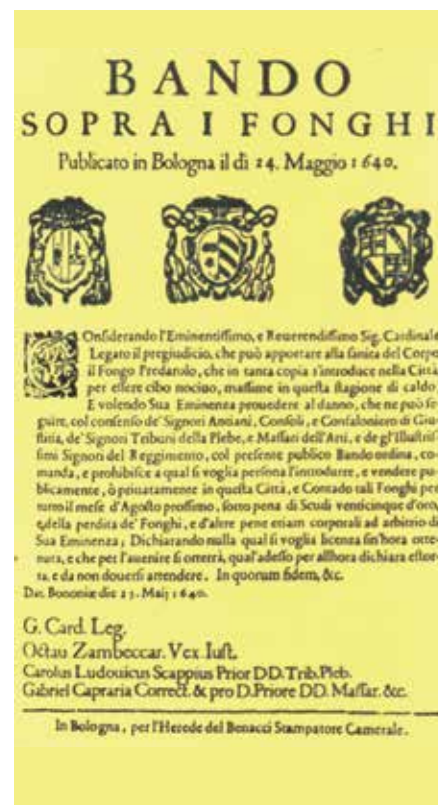 BANDO
SOPRA I FONGHI
Publicato in Bologna il dì 24. Maggio 1640.
COnſiderando l'Eminentiſſimo, e Reuerendiſſimo Sig. Cardinale
Legato il pregiudicio, che può apportare alla ſanità del Corpo
il Fongo Predarolo, che in tanta copia s'introduce nella Città
per eſſere cibo nociuo, maſſime in queſta ſtagione di caldo
E volendo Sua Eminenza prouedere al danno, che ne può ſe-
guire, col conſenſo de' Signori Antiani, Conſoli, e Confaloniero di Giu-
ſtitia, de' Signori Tribuni della Plebe, e Maſſari dell'Arti, e de gl'Illuſtriſ-
ſimi Signori del Reggimento, col preſente publico Bando ordina, co-
manda, e prohibiſce a qual ſi voglia perſona l'introdurre, e vendere pu-
blicamente, ò priuatamente in queſta Città, e Contado tali Fonghi per
tutto il meſe d'Agoſto proſſimo, ſotto pena di Scudi venticinque d'oro,
e della perdita de' Fonghi, e d'altre pene etiam corporali ad arbitrio di
Sua Eminenza; Dichiarando nulla qual ſi voglia licenza ſin'hora otte-
nuta, e che per l'auenire ſi otterrà, qual'adeſſo per allhora dichiara eſtor-
ta, e da non douerſi attendere. In quorum fidem, &c.
Dat. Bononiæ die 23. Maij 1640.
G. Card. Leg.
Octau Zambeccar. Vex Iuſt.
Carolus Ludouicus Scappius Prior DD. Trib. Pleb.
Gabriel Capraria Correct. & pro D. Priore DD. Maſſar. &c.
In Bologna, per l'Herede del Benacci Stampatore Camerale.